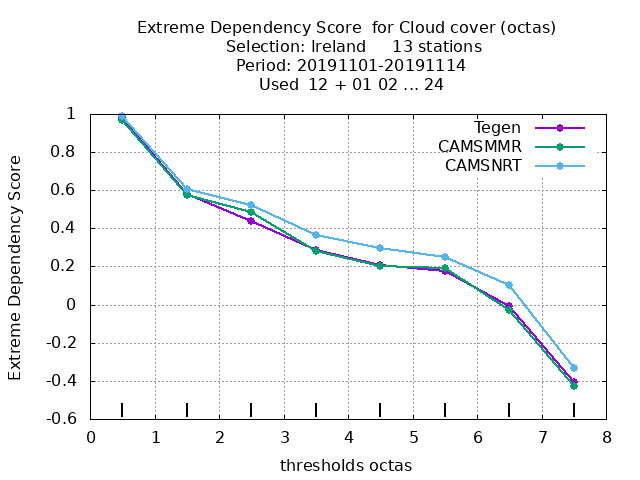 Extreme Dependency Score  for Cloud cover (octas)
Selection: Ireland     13 stations
Period: 20191101-20191114
Used  12 + 01 02 ... 24
Tegen
CAMSMMR
CAMSNRT
Extreme Dependency Score
1
0.8
0.6
0.4
0.2
0
-0.2
-0.4
-0.6
0 1 2 3 4 5 6 7 8
thresholds octas